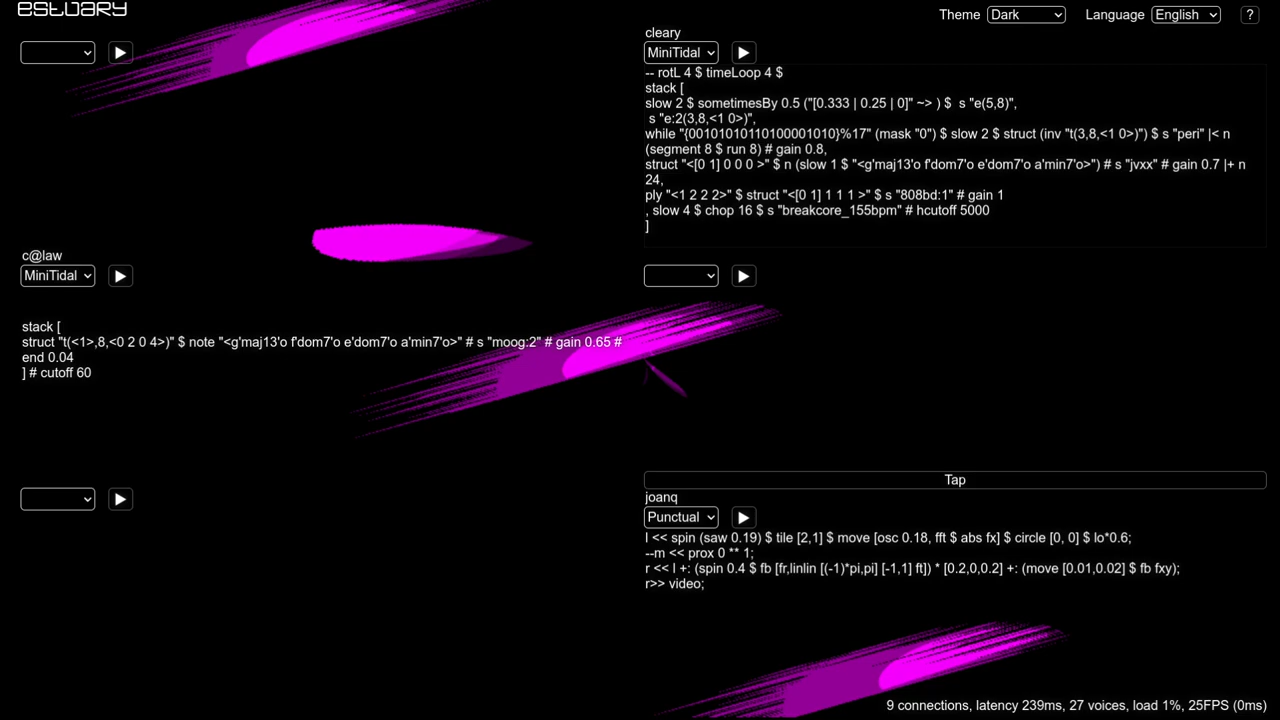 estuary
Theme Dark Language English ?
cleary
MiniTidal
-- rotL 4 $ timeLoop 4 $
stack [
slow 2 $ sometimesBy 0.5 ("[0.333 | 0.25 | 0]" ~> ) $  s "e(5,8)",
 s "e:2(3,8,<1 0>)",
while "{00101010110100001010}%17" (mask "0") $ slow 2 $ struct (inv "t(3,8,<1 0>)") $ s "peri" |< n
(segment 8 $ run 8) # gain 0.8,
struct "<[0 1] 0 0 0 >" $ n (slow 1 $ "<g'maj13'o f'dom7'o e'dom7'o a'min7'o>") # s "jvxx" # gain 0.7 |+ n
24,
ply "<1 2 2 2>" $ struct "<[0 1] 1 1 1 >" $ s "808bd:1" # gain 1
, slow 4 $ chop 16 $ s "breakcore_155bpm" # hcutoff 5000
]
c@law
MiniTidal
stack [
struct "t(<1>,8,<0 2 0 4>)" $ note "<g'maj13'o f'dom7'o e'dom7'o a'min7'o>" # s "moog:2" # gain 0.65 #
end 0.04
] # cutoff 60
Tap
joanq
Punctual
l << spin (saw 0.19) $ tile [2,1] $ move [osc 0.18, fft $ abs fx] $ circle [0, 0] $ lo*0.6;
--m << prox 0 ** 1;
r << l +: (spin 0.4 $ fb [fr,linlin [(-1)*pi,pi] [-1,1] ft]) * [0.2,0,0.2] +: (move [0.01,0.02] $ fb fxy);
r>> video;
9 connections, latency 239ms, 27 voices, load 1%, 25FPS (0ms)